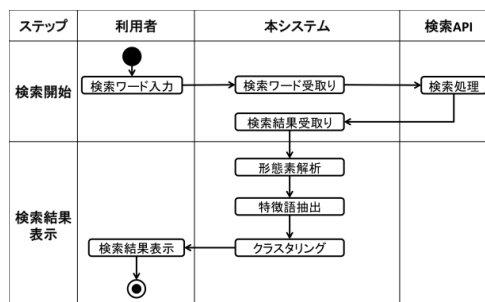 ステップ
利用者
本システム
検索API
検索開始
検索ワード入力
検索ワード受取り
検索処理
検索結果受取り
検索結果
表示
形態素解析
特徴語抽出
クラスタリング
検索結果表示